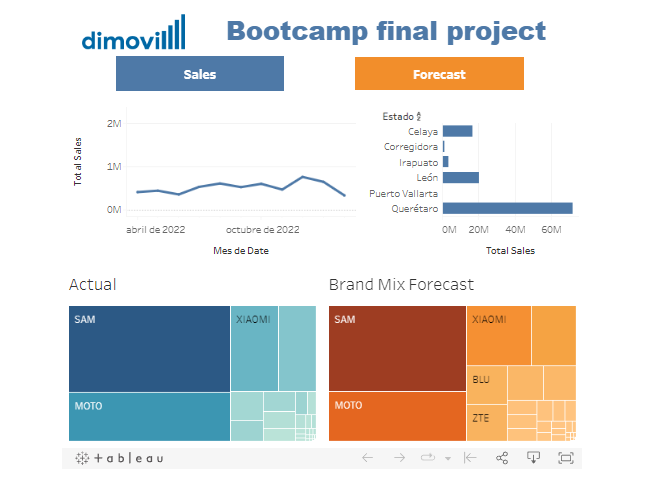 dimovil
Bootcamp final project
Sales
Forecast
Total Sales
2M
1M
0M
abril de 2022
octubre de 2022
Mes de Date
Estado
Celaya
Corregidora
Irapuato
León
Puerto Vallarta
Querétaro
0M
20M
40M
60M
Total Sales
Actual
SAM
XIAOMI
MOTO
Brand Mix Forecast
SAM
XIAOMI
MOTO
BLU
ZTE
+ a b | e a u